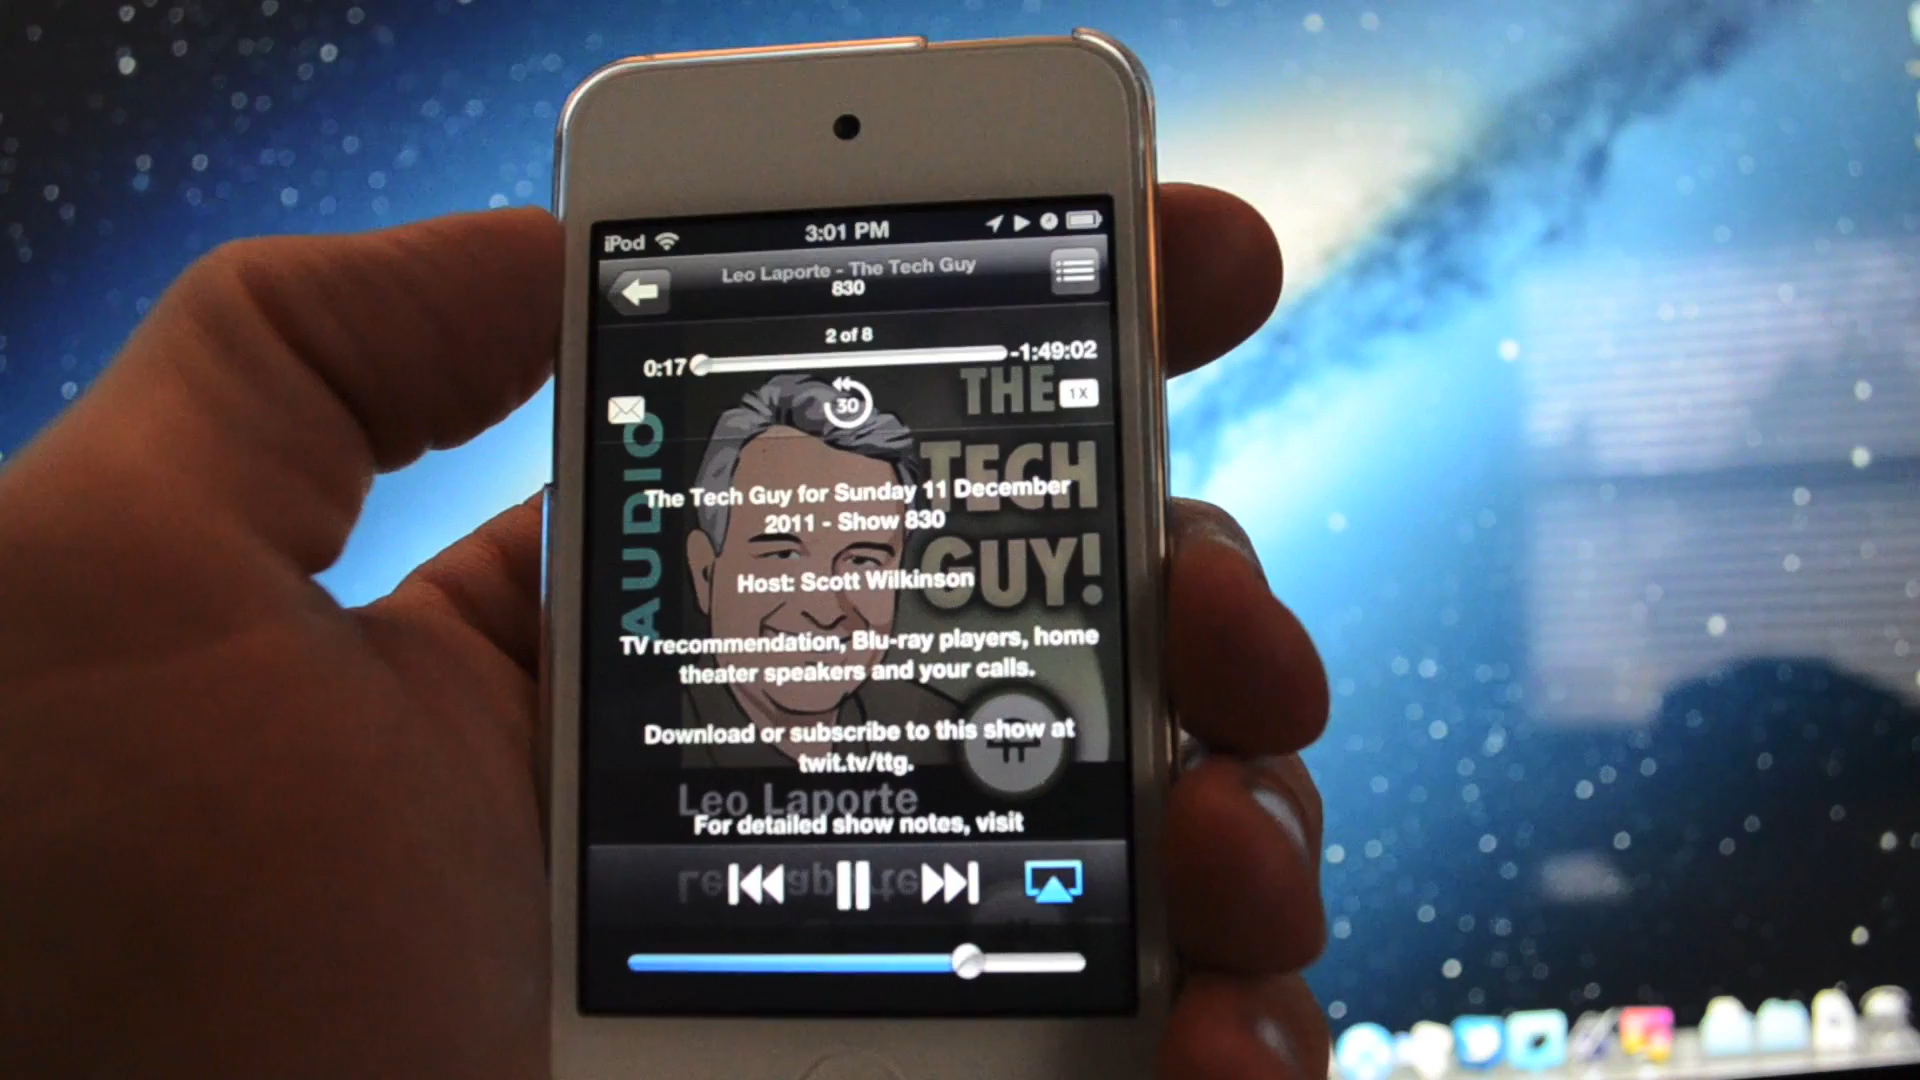 iPod 3:01 PM
Leo Laporte - The Tech Guy
830
2 of 8
0:17 -1:49:02
30
1X
THE
TECH
GUY!
AUDIO
The Tech Guy for Sunday 11 December
2011 - Show 830
Host: Scott Wilkinson
TV recommendation, Blu-ray players, home
theater speakers and your calls.
Download or subscribe to this show at
twit.tv/ttg.
Leo Laporte
For detailed show notes, visit